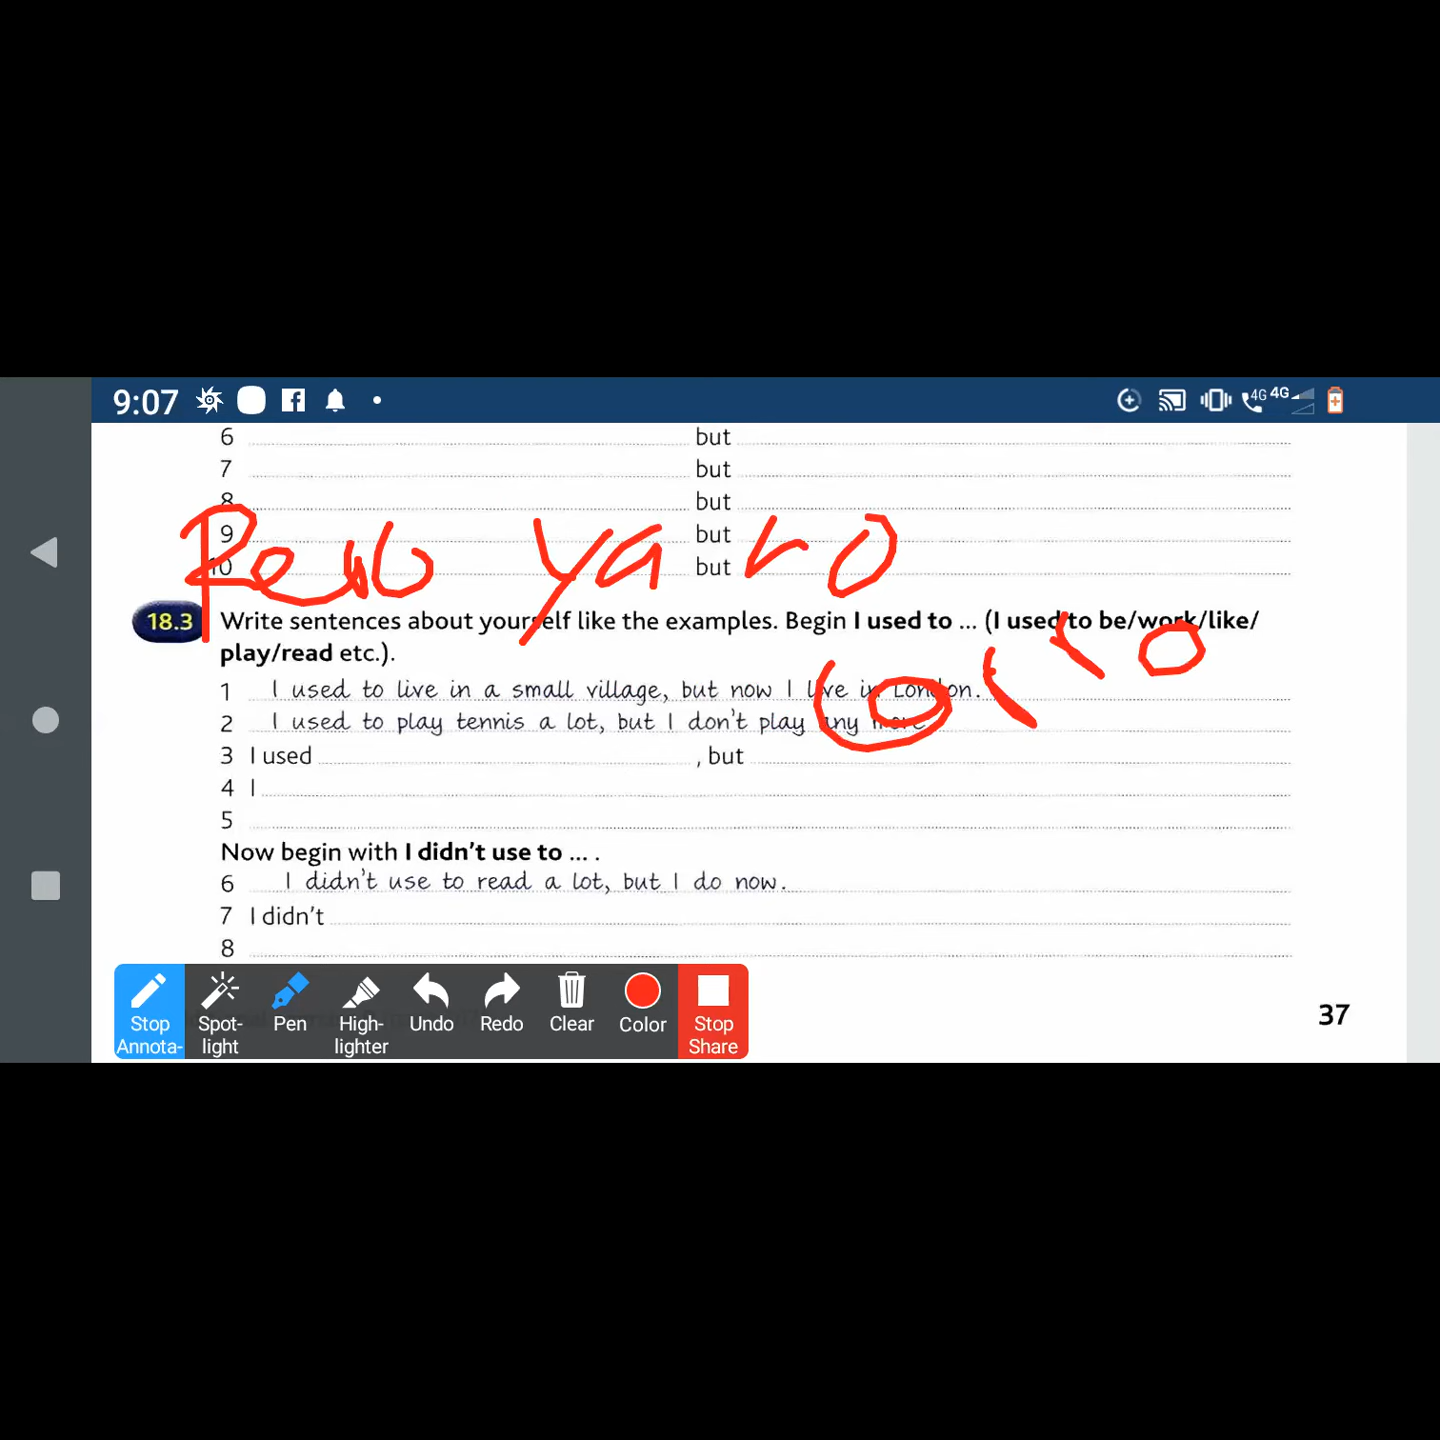 9:07 4G 4G
6 but
7 but
8 but
9 but
10 but
18.3 Write sentences about yourself like the examples. Begin I used to ... (I used to be/work/like/
play/read etc.).
1 I used to live in a small village, but now I live in London.
2 I used to play tennis a lot, but I don't play any more
3 I used , but
4 I
5
Now begin with I didn't use to ... .
6 I didn't use to read a lot, but I do now.
7 I didn't
8
Stop Annota- Spot-light Pen High-lighter Undo Redo Clear Color Stop Share
37
ya no